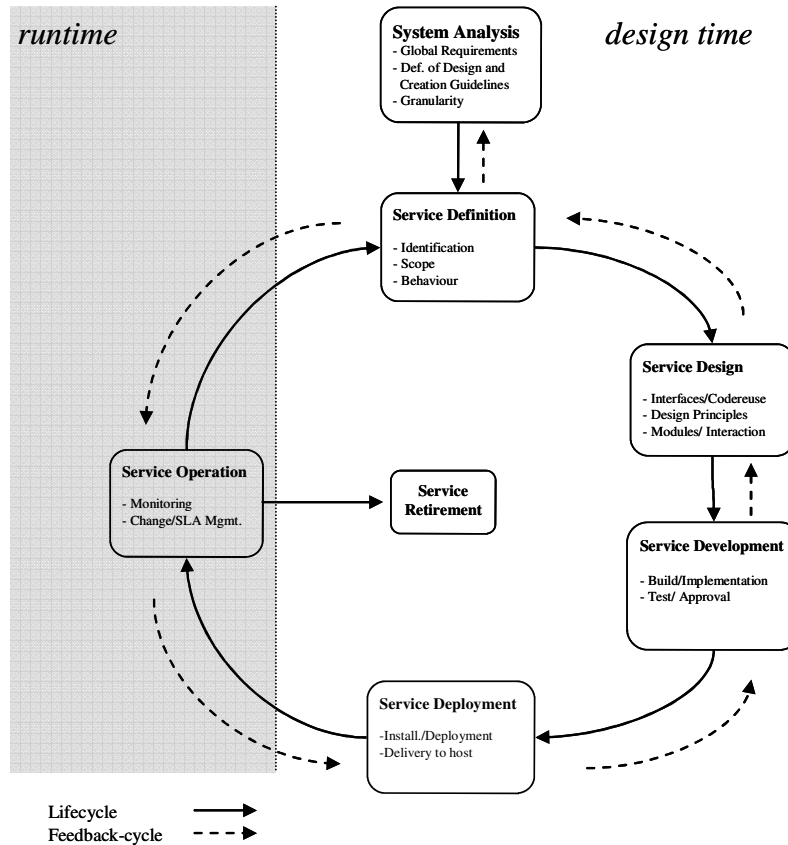 runtime
design time
System Analysis
- Global Requirements
- Def. of Design and
Creation Guidelines
- Granularity
Service Definition
- Identification
- Scope
- Behaviour
Service Design
- Interfaces/Codereuse
- Design Principles
- Modules/ Interaction
Service Operation
- Monitoring
- Change/SLA Mgmt.
Service
Retirement
Service Development
- Build/Implementation
- Test/ Approval
Service Deployment
-Install./Deployment
-Delivery to host
Lifecycle
Feedback-cycle